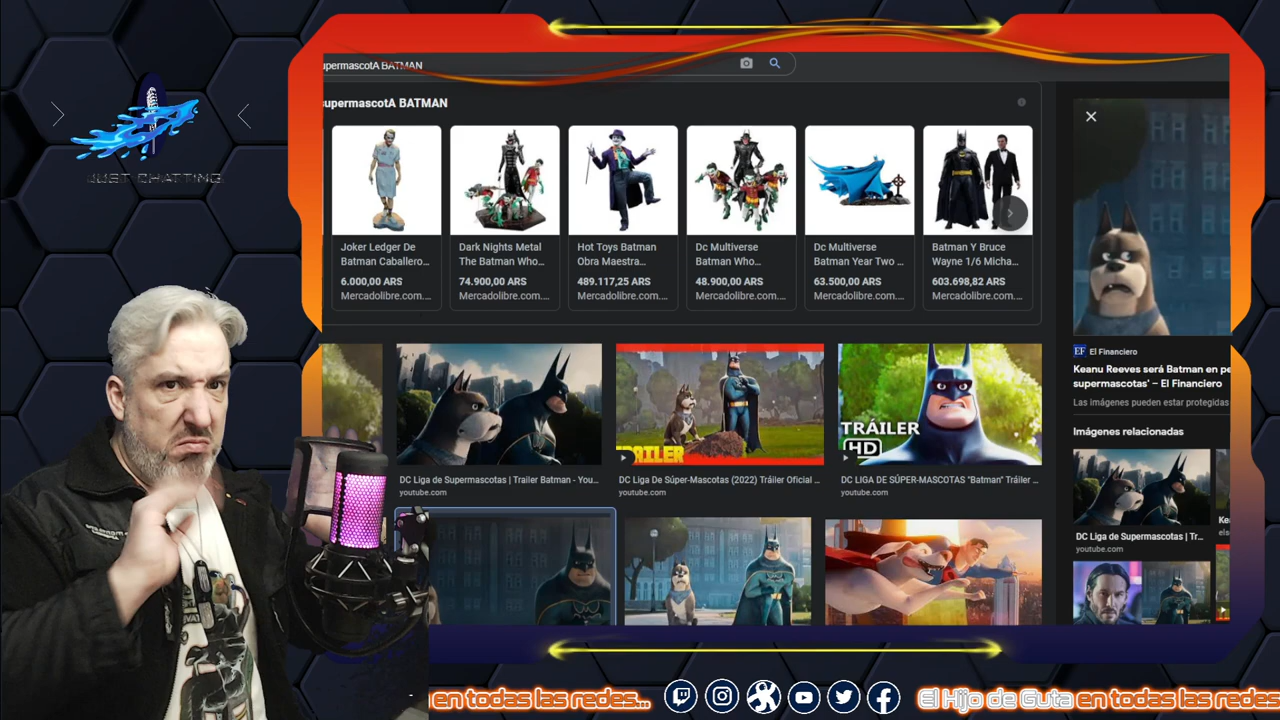 supermascotA BATMAN
supermascotA BATMAN
JUST CHATTING
Joker Ledger De
Batman Caballero...
6.000,00 ARS
Mercadolibre.com....
Dark Nights Metal
The Batman Who...
74.900,00 ARS
Mercadolibre.com....
Hot Toys Batman
Obra Maestra...
489.117,25 ARS
Mercadolibre.com....
Dc Multiverse
Batman Who...
48.900,00 ARS
Mercadolibre.com....
Dc Multiverse
Batman Year Two ...
63.500,00 ARS
Mercadolibre.com....
Batman Y Bruce
Wayne 1/6 Micha...
603.698,82 ARS
Mercadolibre.com....
EF El Financiero
Keanu Reeves será Batman en pe
supermascotas' – El Financiero
Las imágenes pueden estar protegidas
Imágenes relacionadas
TRAILER
TRÁILER
HD
DC Liga de Supermascotas | Trailer Batman - You...
youtube.com
DC Liga De Súper-Mascotas (2022) Tráiler Oficial ...
youtube.com
DC LIGA DE SÚPER-MASCOTAS "Batman" Tráiler ...
youtube.com
DC Liga de Supermascotas | Tr...
youtube.com
en todas las redes...
El Hijo de Guta en todas las redes